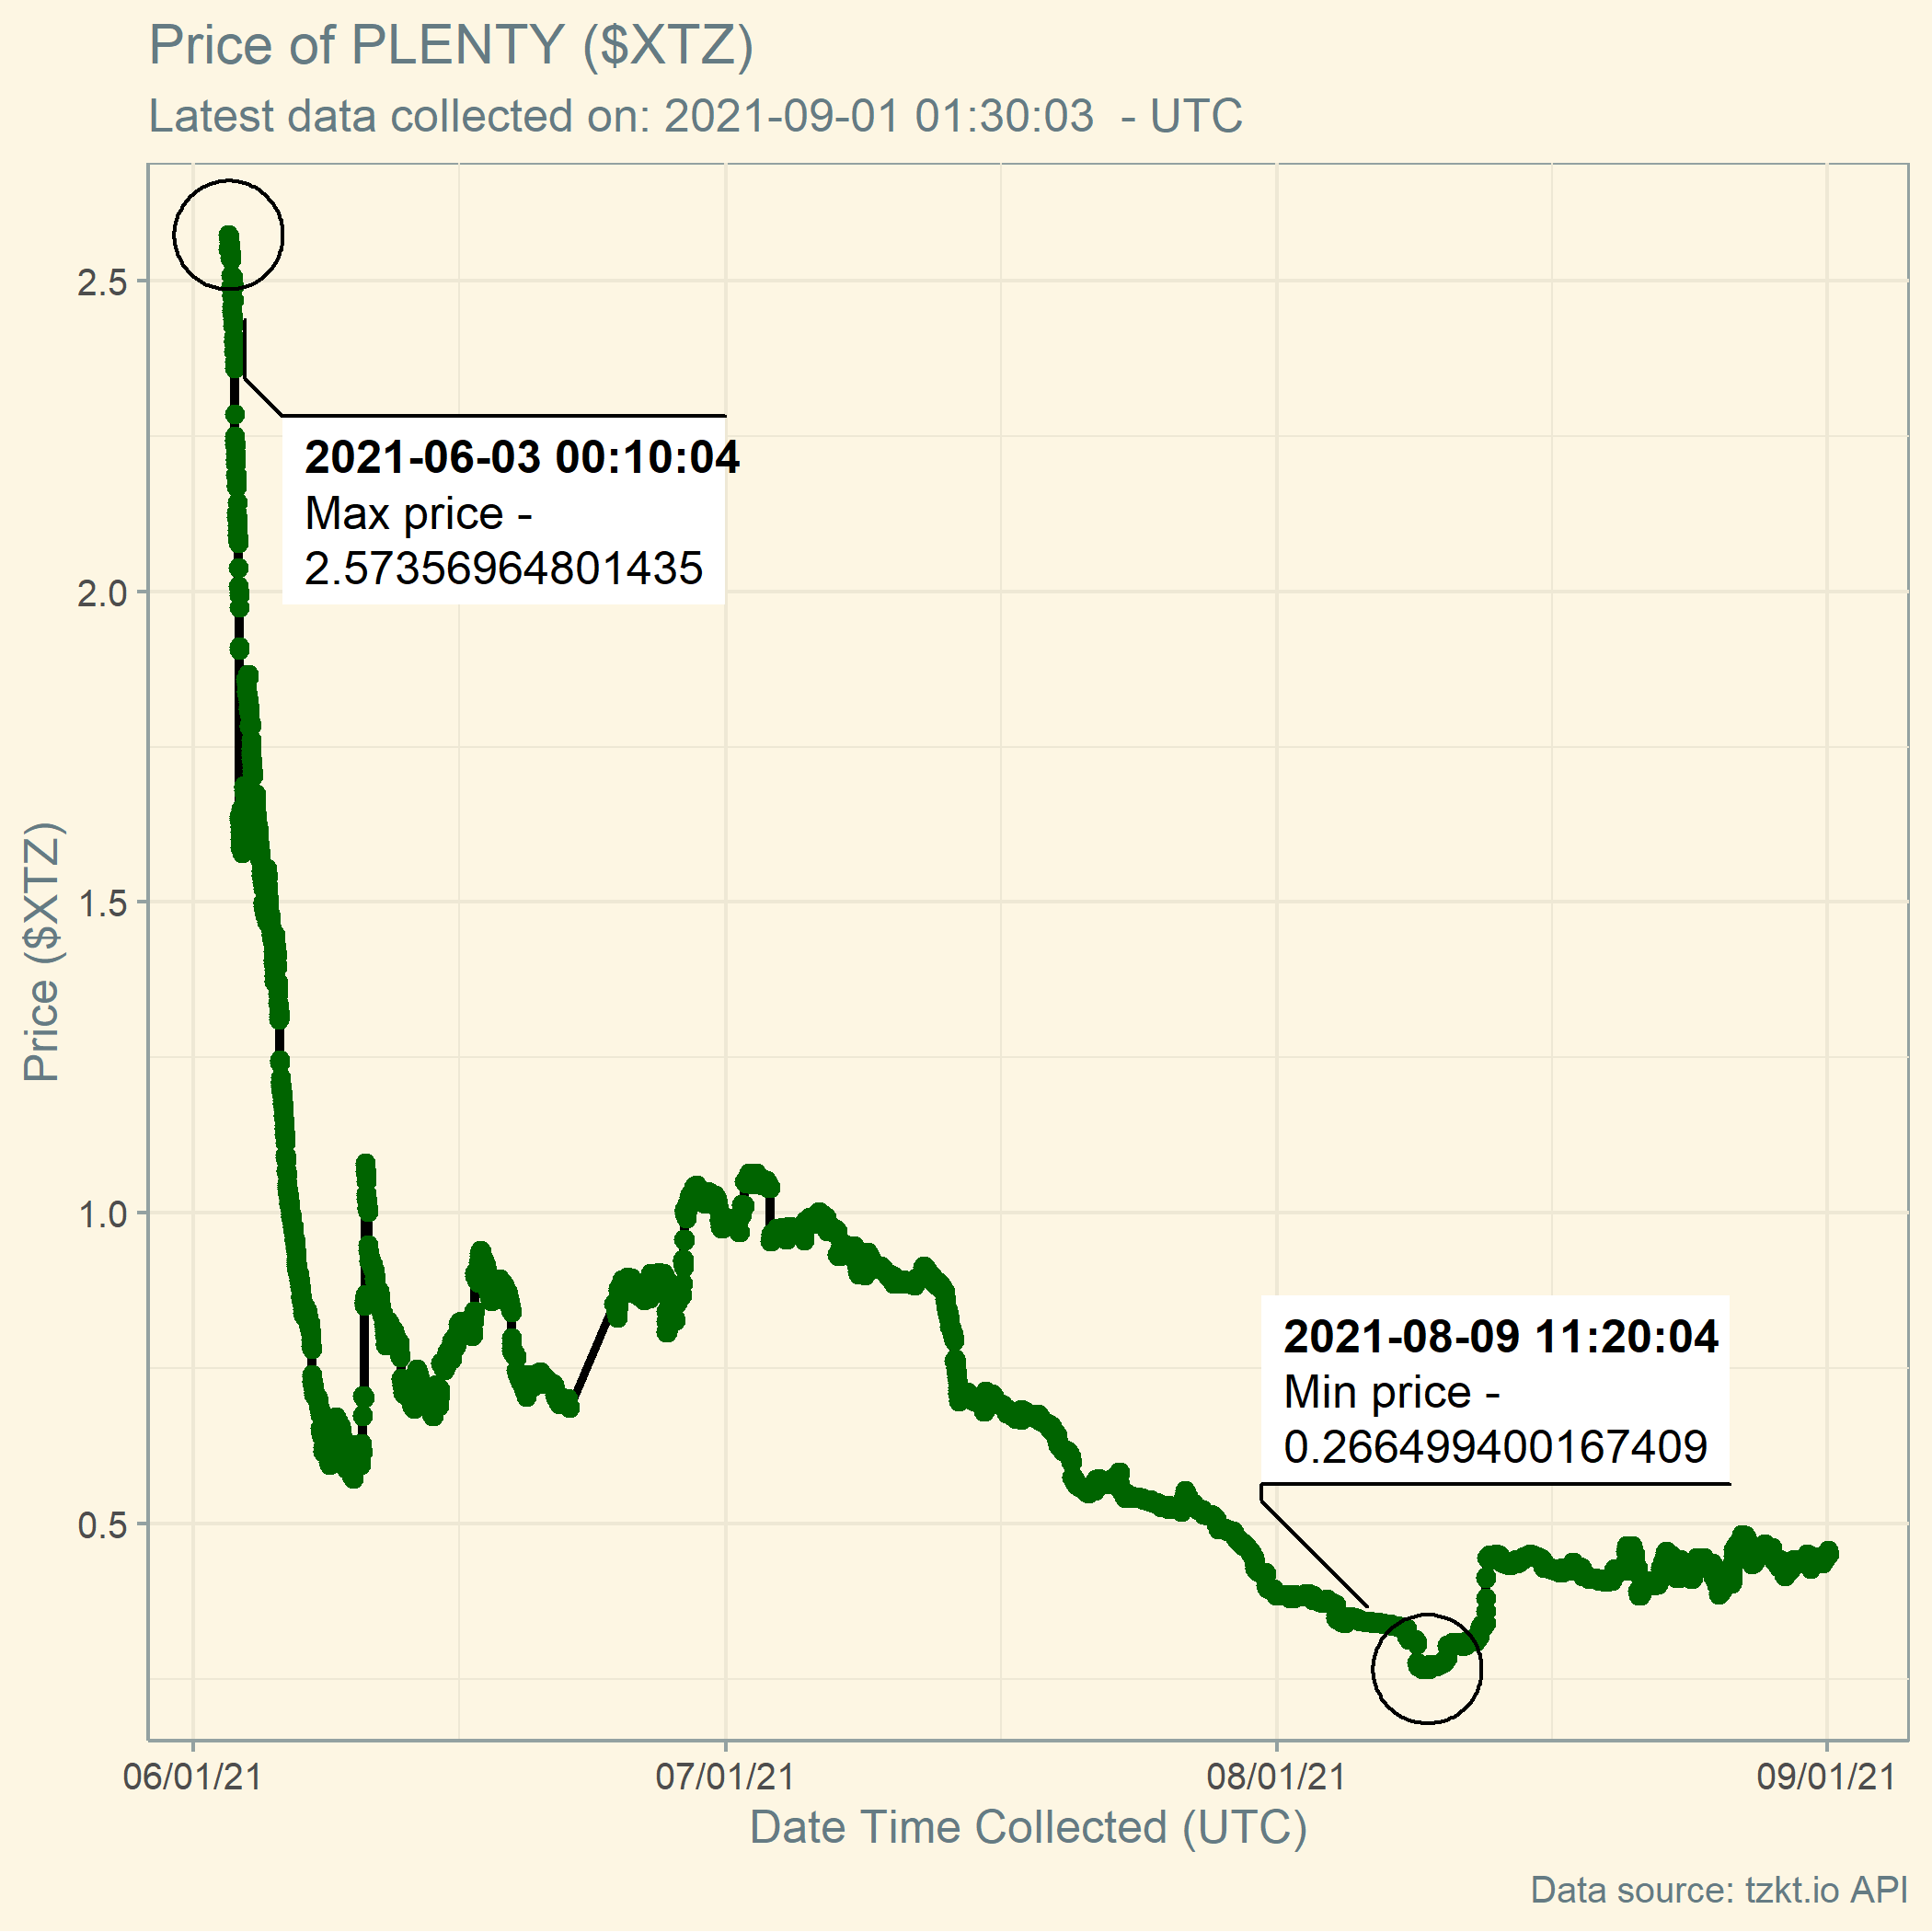 Price of PLENTY ($XTZ)
Latest data collected on: 2021-09-01 01:30:03  - UTC
Price ($XTZ)
2.5
2.0
1.5
1.0
0.5
2021-06-03 00:10:04
Max price -
2.57356964801435
2021-08-09 11:20:04
Min price -
0.266499400167409
06/01/21
07/01/21
08/01/21
09/01/21
Date Time Collected (UTC)
Data source: tzkt.io API